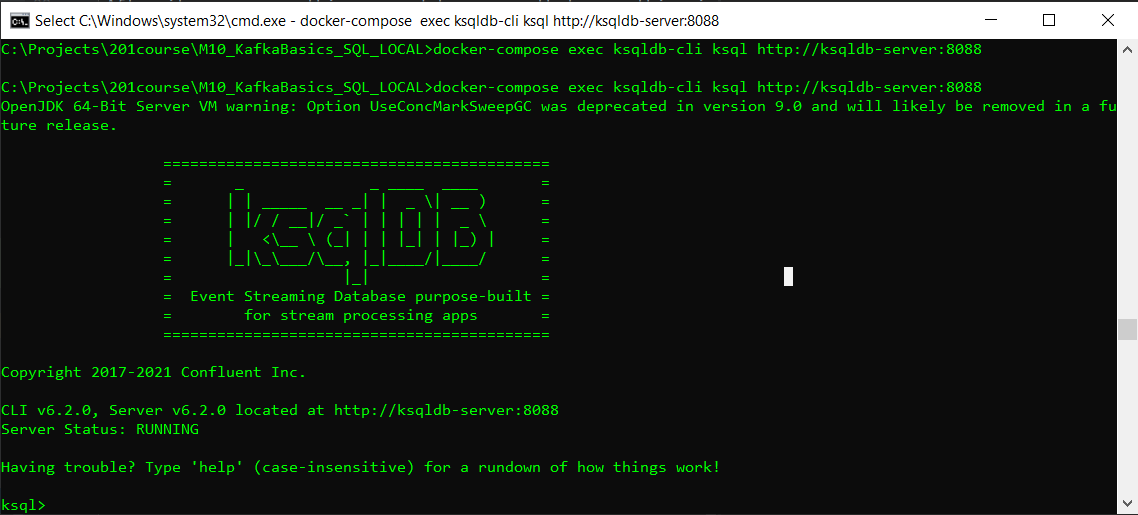 Select C:\Windows\system32\cmd.exe - docker-compose  exec ksqldb-cli ksql http://ksqldb-server:8088
C:\Projects\201course\M10_KafkaBasics_SQL_LOCAL>docker-compose exec ksqldb-cli ksql http://ksqldb-server:8088
C:\Projects\201course\M10_KafkaBasics_SQL_LOCAL>docker-compose exec ksqldb-cli ksql http://ksqldb-server:8088
OpenJDK 64-Bit Server VM warning: Option UseConcMarkSweepGC was deprecated in version 9.0 and will likely be removed in a fu
ture release.
===========================================
=       _              _ ____  ____       =
=      | | _____  __ _| |  _ \| __ )      =
=      | |/ / __|/ _` | | | | |  _ \      =
=      |   <\__ \ (_| | | |_| | |_) |     =
=      |_|\_\___/\__, |_|____/|____/      =
=                   |_|                   =
=  Event Streaming Database purpose-built =
=        for stream processing apps       =
===========================================
Copyright 2017-2021 Confluent Inc.
CLI v6.2.0, Server v6.2.0 located at http://ksqldb-server:8088
Server Status: RUNNING
Having trouble? Type 'help' (case-insensitive) for a rundown of how things work!
ksql>